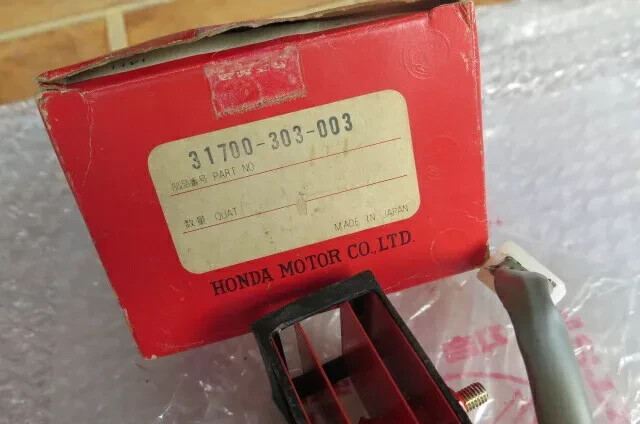 31700-303-003
部品番号 PART NO
数量 QUAT
MADE IN JAPAN
HONDA MOTOR CO., LTD.